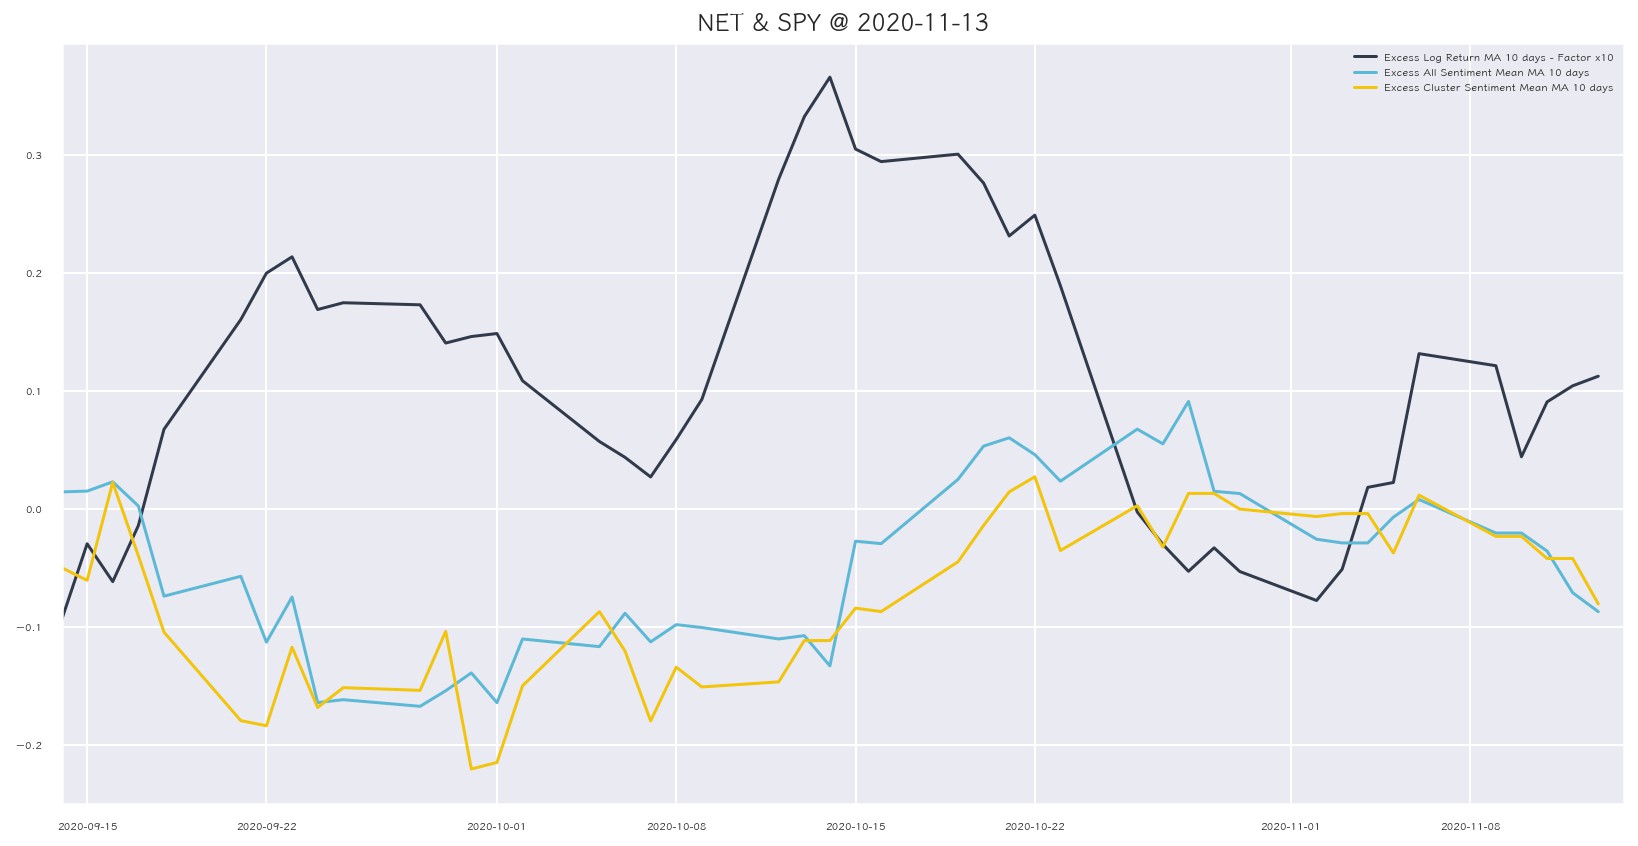 NET & SPY @ 2020-11-13
Excess Log Return MA 10 days - Factor x10
Excess All Sentiment Mean MA 10 days
Excess Cluster Sentiment Mean MA 10 days
0.3
0.2
0.1
0.0
−0.1
−0.2
2020-09-15 2020-09-22 2020-10-01 2020-10-08 2020-10-15 2020-10-22 2020-11-01 2020-11-08